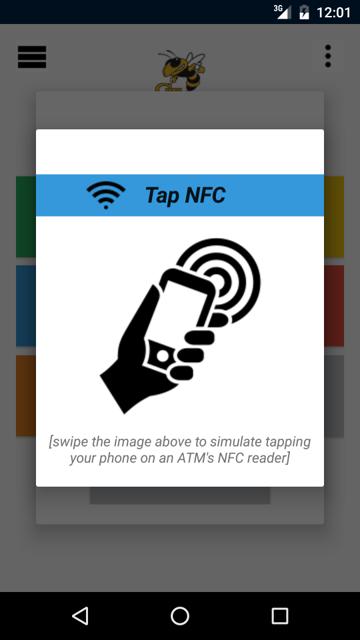 3G
12:01
Tap NFC
[swipe the image above to simulate tapping
your phone on an ATM's NFC reader]